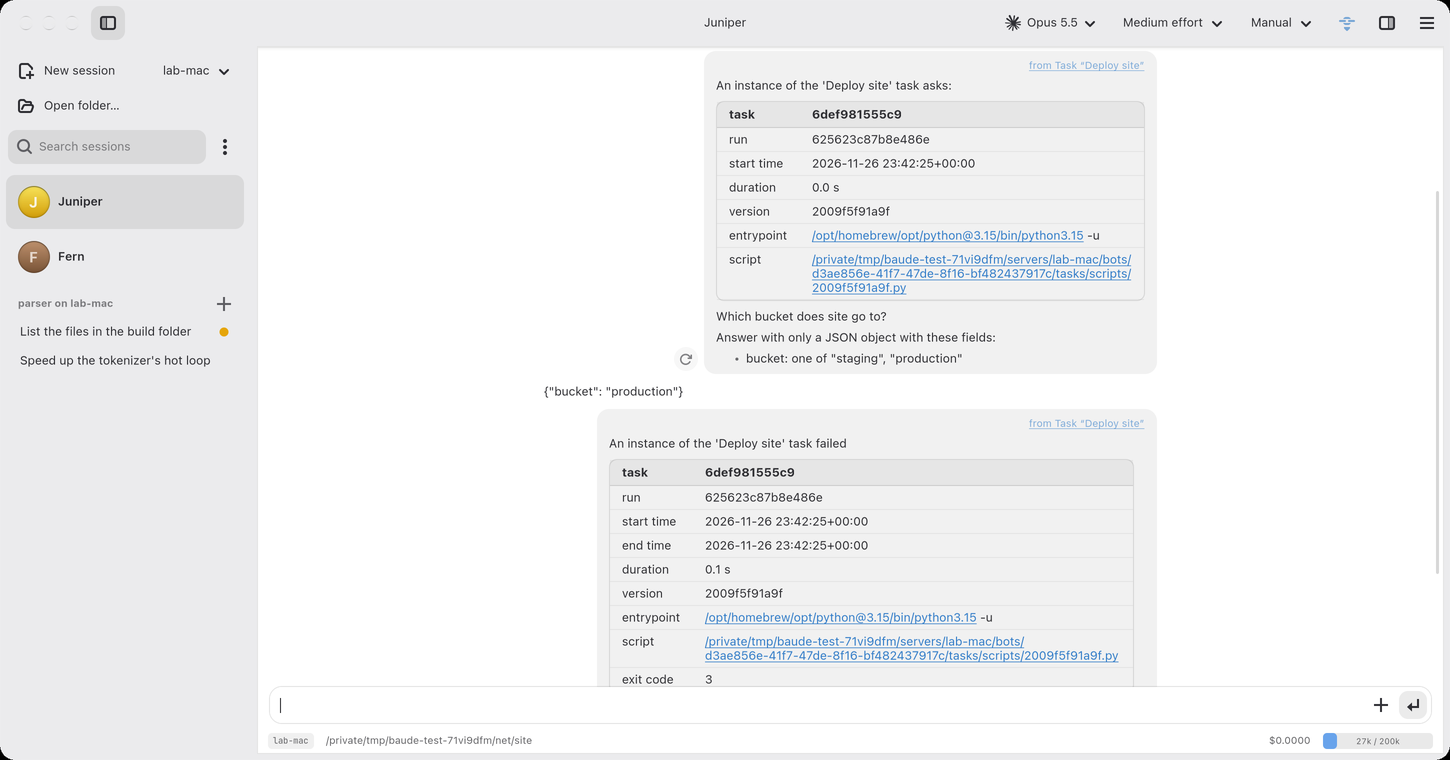 Juniper
Opus 5.5
Medium effort
Manual
New session
lab-mac
Open folder...
Search sessions
J
Juniper
F
Fern
parser on lab-mac
List the files in the build folder
Speed up the tokenizer's hot loop
from Task “Deploy site”
An instance of the 'Deploy site' task asks:
task 6def981555c9
run 625623c87b8e486e
start time 2026-11-26 23:42:25+00:00
duration 0.0 s
version 2009f5f91a9f
entrypoint /opt/homebrew/opt/python@3.15/bin/python3.15 -u
script /private/tmp/baude-test-71vi9dfm/servers/lab-mac/bots/
d3ae856e-41f7-47de-8f16-bf482437917c/tasks/scripts/
2009f5f91a9f.py
Which bucket does site go to?
Answer with only a JSON object with these fields:
• bucket: one of "staging", "production"
{"bucket": "production"}
from Task “Deploy site”
An instance of the 'Deploy site' task failed
task 6def981555c9
run 625623c87b8e486e
start time 2026-11-26 23:42:25+00:00
end time 2026-11-26 23:42:25+00:00
duration 0.1 s
version 2009f5f91a9f
entrypoint /opt/homebrew/opt/python@3.15/bin/python3.15 -u
script /private/tmp/baude-test-71vi9dfm/servers/lab-mac/bots/
d3ae856e-41f7-47de-8f16-bf482437917c/tasks/scripts/2009f5f91a9f.py
exit code 3
lab-mac
/private/tmp/baude-test-71vi9dfm/net/site
$0.0000
27k / 200k